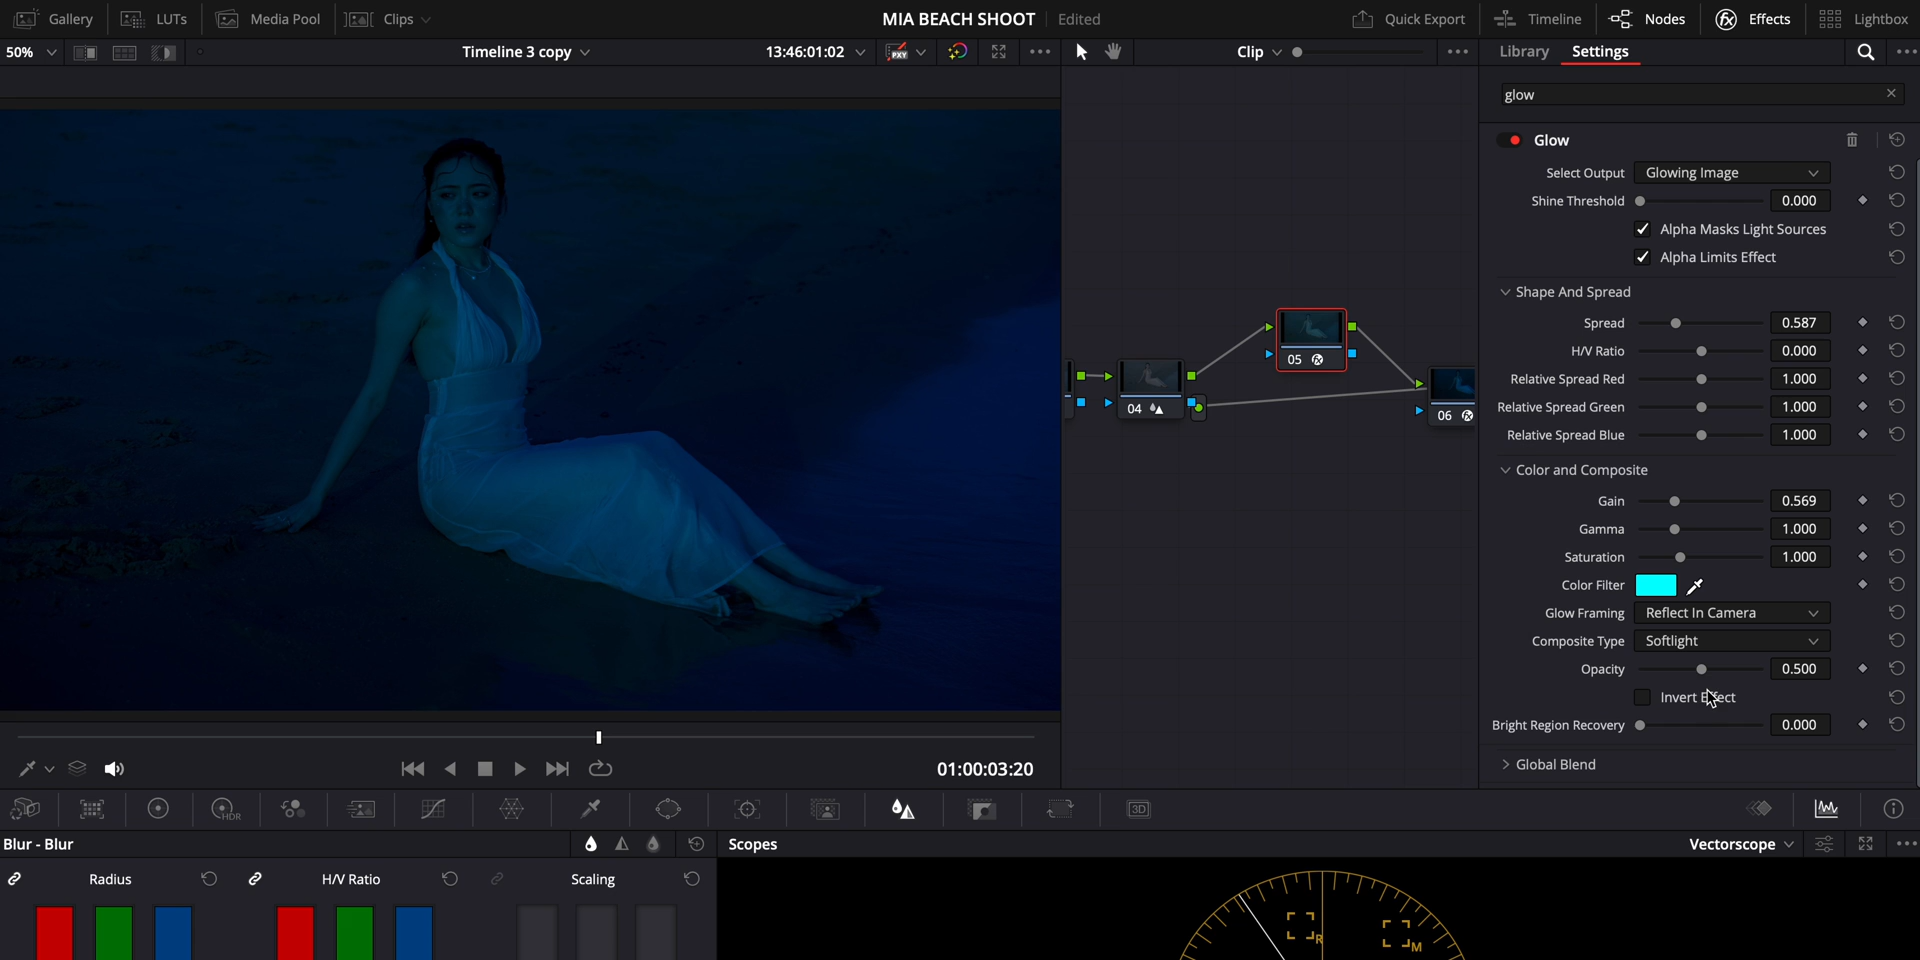 Gallery LUTs Media Pool Clips MIA BEACH SHOOT Edited Quick Export Timeline Nodes Effects Lightbox
50% Timeline 3 copy 13:46:01:02 PXY Clip Library Settings
glow
Glow
Select Output Glowing Image
Shine Threshold 0.000
Alpha Masks Light Sources
Alpha Limits Effect
Shape And Spread
Spread 0.587
H/V Ratio 0.000
Relative Spread Red 1.000
Relative Spread Green 1.000
Relative Spread Blue 1.000
Color and Composite
Gain 0.569
Gamma 1.000
Saturation 1.000
Color Filter
Glow Framing Reflect In Camera
Composite Type Softlight
Opacity 0.500
Invert Effect
Bright Region Recovery 0.000
Global Blend
05 fx
04
06 fx
01:00:03:20
HDR 3D
Blur - Blur Scopes Vectorscope
Radius H/V Ratio Scaling
R M